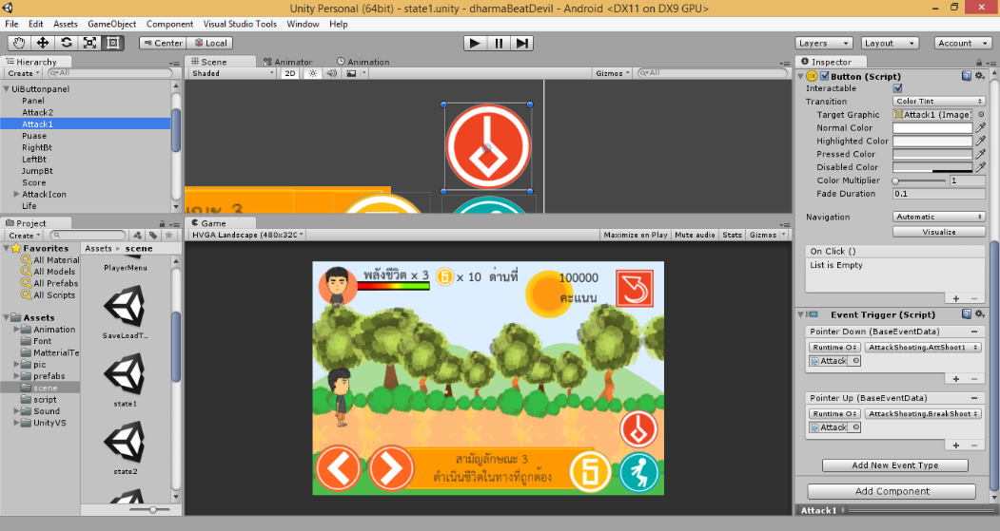 Unity Personal (64bit) - state1.unity - dharmaBeatDevil - Android <DX11 on DX9 GPU>
File Edit Assets GameObject Component Visual Studio Tools Window Help
Center Local Layers Layout Account
Hierarchy
Create All
UiButtonpanel
Panel
Attack2
Attack1
Puase
RightBt
LeftBt
JumpBt
Score
AttackIcon
Life
Scene Animator Animation
Shaded 2D Gizmos All
ณะ 3
Project
Create
Favorites
All Material
All Models
All Prefabs
All Scripts
Assets
Animation
Font
MatterialTe
pic
prefabs
scene
script
Sound
UnityVS
Assets scene
PlayerMenu
SaveLoadT...
state1
state2
Game
HVGA Landscape (480x320 Maximize on Play Mute audio Stats Gizmos
พลังชีวิต x 3 x 10 ด่านที่ 100000
คะแนน
สามัญลักษณะ 3
ดำเนินชีวิตในทางที่ถูกต้อง
Inspector
OK Button (Script)
Interactable
Transition Color Tint
Target Graphic Attack1 (Image)
Normal Color
Highlighted Color
Pressed Color
Disabled Color
Color Multiplier 1
Fade Duration 0.1
Navigation Automatic
Visualize
On Click ()
List is Empty
+ −
Event Trigger (Script)
Pointer Down (BaseEventData) −
Runtime O AttackShooting.AttShoot1
Attack
+ −
Pointer Up (BaseEventData) −
Runtime O AttackShooting.BreakShoot
Attack
+ −
Add New Event Type
Add Component
Attack1